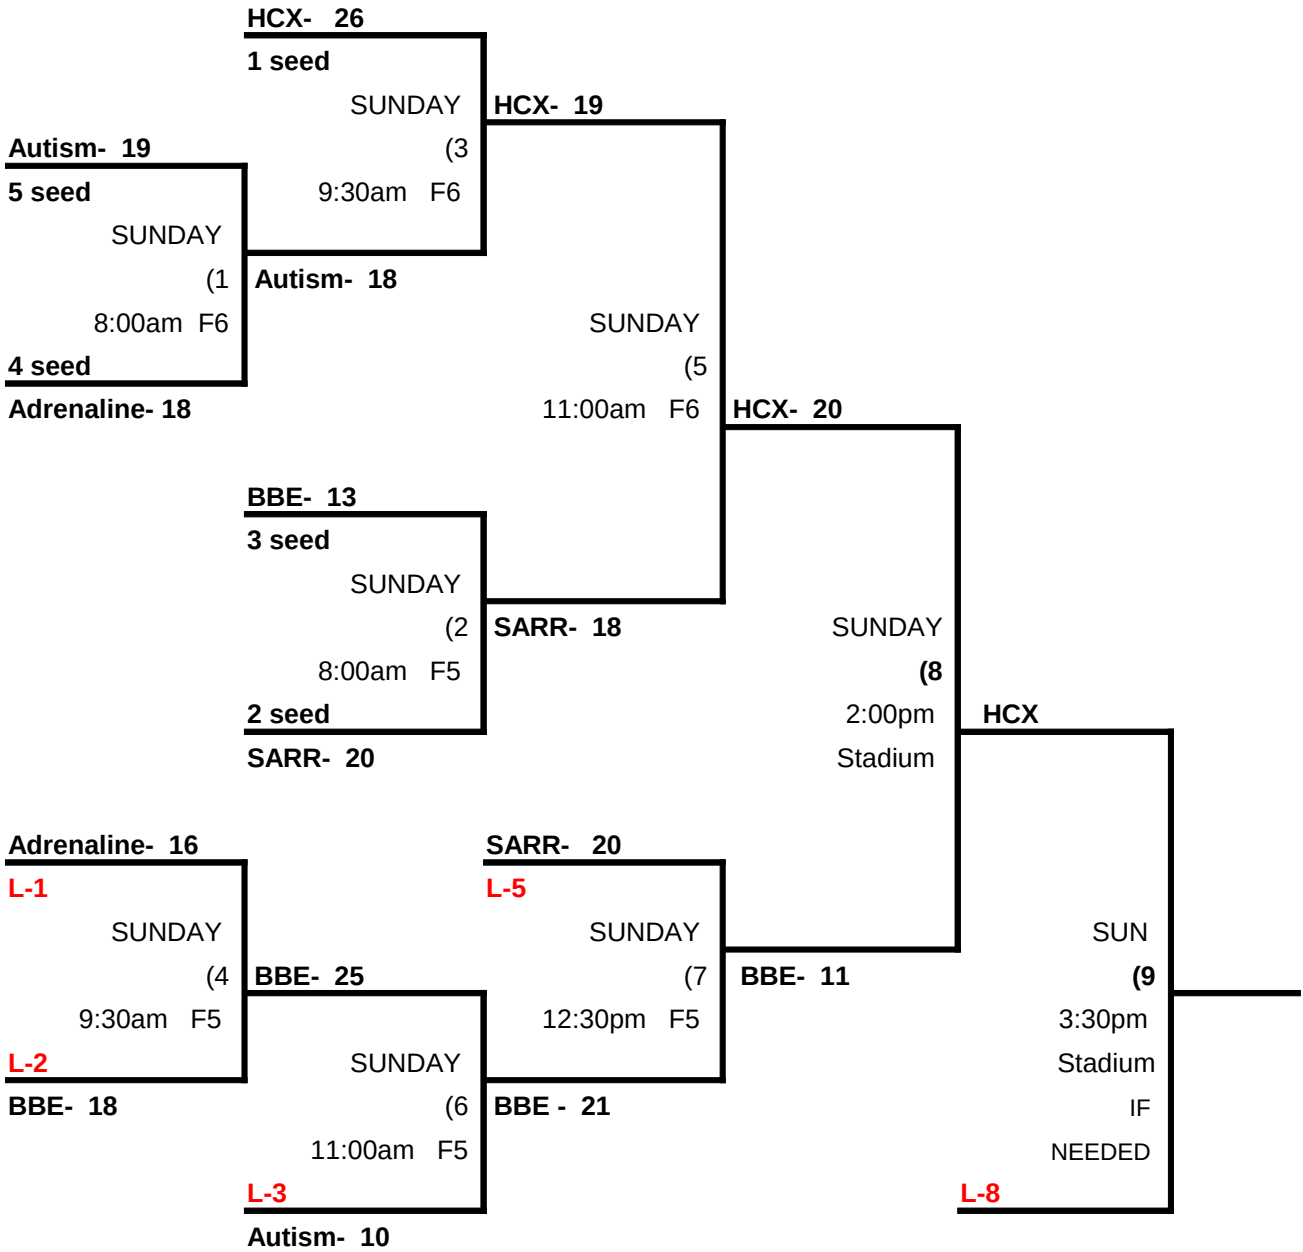 HCX-  26
1 seed
SUNDAY
HCX-  19
Autism-  19
(3
5 seed
9:30am   F6
SUNDAY
(1
Autism-  18
8:00am  F6
SUNDAY
4 seed
(5
Adrenaline- 18
11:00am   F6
HCX-  20
BBE-  13
3 seed
SUNDAY
(2
SARR-  18
SUNDAY
8:00am   F5
(8
2 seed
2:00pm
HCX
SARR-  20
Stadium
Adrenaline-  16
SARR-   20
L-1
L-5
SUNDAY
SUNDAY
SUN
(4
BBE-  25
(7
BBE-  11
(9
9:30am   F5
12:30pm   F5
3:30pm
L-2
SUNDAY
Stadium
BBE-  18
(6
BBE -  21
IF
11:00am   F5
NEEDED
L-3
L-8
Autism-  10